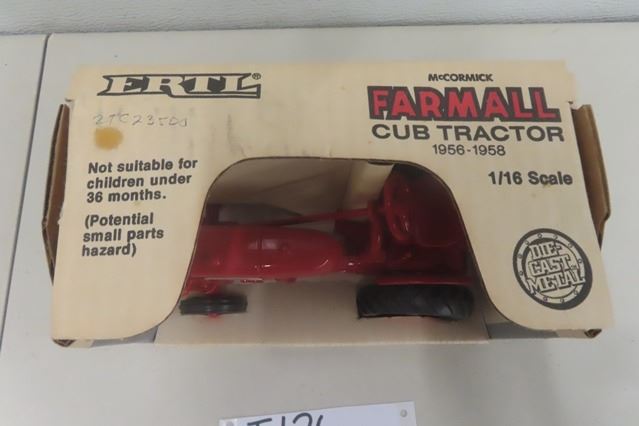 ERTL®
Not suitable for
children under
36 months.
(Potential
small parts
hazard)
McCORMICK
FARMALL
CUB TRACTOR
1956-1958
1/16 Scale
DIE-
CAST
METAL